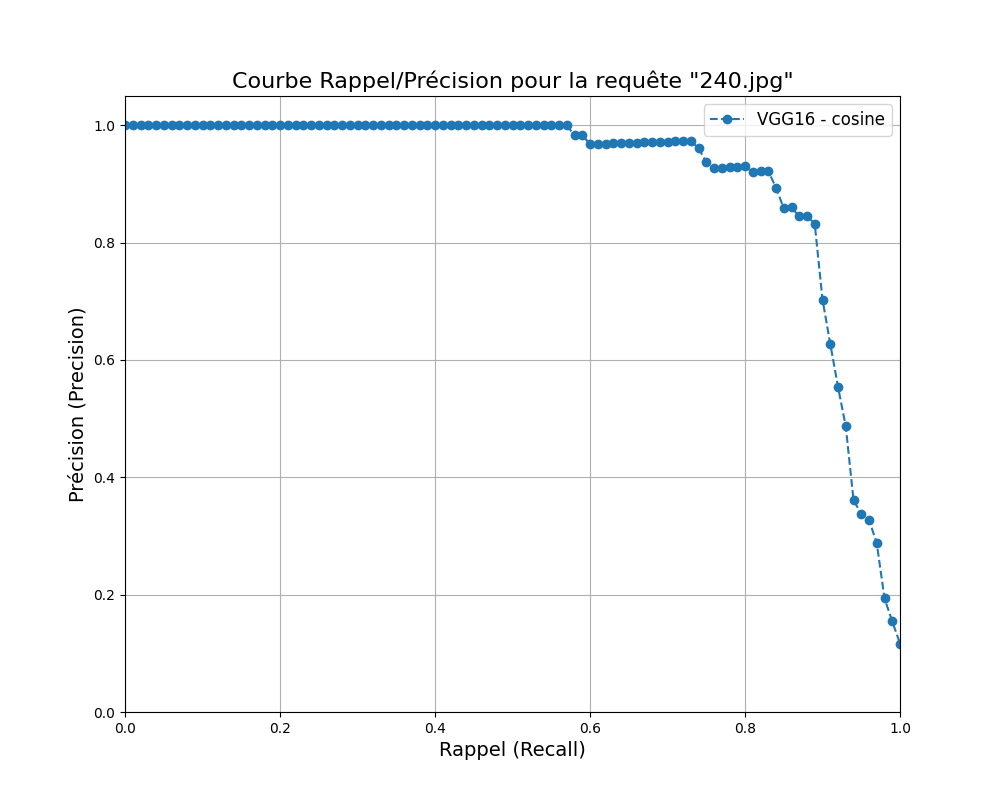 Courbe Rappel/Précision pour la requête "240.jpg"
VGG16 - cosine
1.0
0.8
0.6
0.4
0.2
0.0
Précision (Precision)
0.0 0.2 0.4 0.6 0.8 1.0
Rappel (Recall)